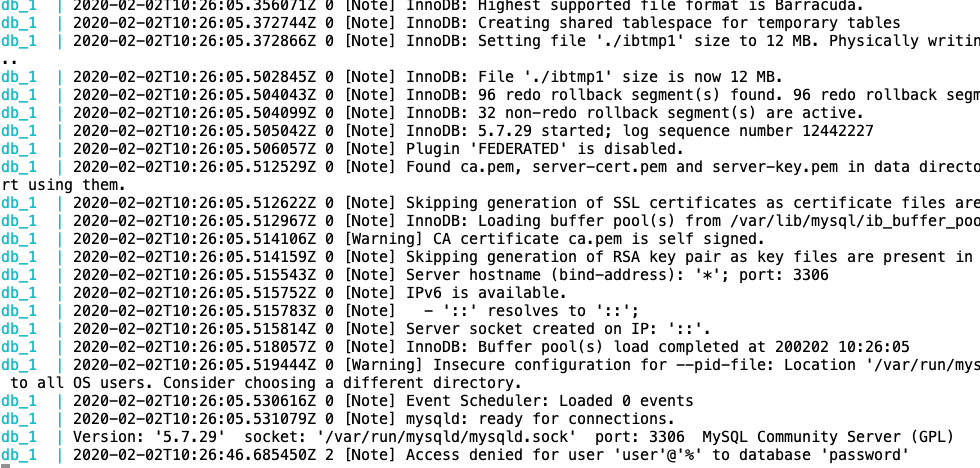 db_1 | 2020-02-02T10:26:05.356071Z 0 [Note] InnoDB: Highest supported file format is Barracuda.
db_1 | 2020-02-02T10:26:05.372744Z 0 [Note] InnoDB: Creating shared tablespace for temporary tables
db_1 | 2020-02-02T10:26:05.372866Z 0 [Note] InnoDB: Setting file './ibtmp1' size to 12 MB. Physically writin
..
db_1 | 2020-02-02T10:26:05.502845Z 0 [Note] InnoDB: File './ibtmp1' size is now 12 MB.
db_1 | 2020-02-02T10:26:05.504043Z 0 [Note] InnoDB: 96 redo rollback segment(s) found. 96 redo rollback segm
db_1 | 2020-02-02T10:26:05.504099Z 0 [Note] InnoDB: 32 non-redo rollback segment(s) are active.
db_1 | 2020-02-02T10:26:05.505042Z 0 [Note] InnoDB: 5.7.29 started; log sequence number 12442227
db_1 | 2020-02-02T10:26:05.506057Z 0 [Note] Plugin 'FEDERATED' is disabled.
db_1 | 2020-02-02T10:26:05.512529Z 0 [Note] Found ca.pem, server-cert.pem and server-key.pem in data directo
rt using them.
db_1 | 2020-02-02T10:26:05.512622Z 0 [Note] Skipping generation of SSL certificates as certificate files are
db_1 | 2020-02-02T10:26:05.512967Z 0 [Note] InnoDB: Loading buffer pool(s) from /var/lib/mysql/ib_buffer_poo
db_1 | 2020-02-02T10:26:05.514106Z 0 [Warning] CA certificate ca.pem is self signed.
db_1 | 2020-02-02T10:26:05.514159Z 0 [Note] Skipping generation of RSA key pair as key files are present in
db_1 | 2020-02-02T10:26:05.515543Z 0 [Note] Server hostname (bind-address): '*'; port: 3306
db_1 | 2020-02-02T10:26:05.515752Z 0 [Note] IPv6 is available.
db_1 | 2020-02-02T10:26:05.515783Z 0 [Note]   - '::' resolves to '::';
db_1 | 2020-02-02T10:26:05.515814Z 0 [Note] Server socket created on IP: '::'.
db_1 | 2020-02-02T10:26:05.518057Z 0 [Note] InnoDB: Buffer pool(s) load completed at 200202 10:26:05
db_1 | 2020-02-02T10:26:05.519444Z 0 [Warning] Insecure configuration for --pid-file: Location '/var/run/mys
to all OS users. Consider choosing a different directory.
db_1 | 2020-02-02T10:26:05.530616Z 0 [Note] Event Scheduler: Loaded 0 events
db_1 | 2020-02-02T10:26:05.531079Z 0 [Note] mysqld: ready for connections.
db_1 | Version: '5.7.29'  socket: '/var/run/mysqld/mysqld.sock'  port: 3306  MySQL Community Server (GPL)
db_1 | 2020-02-02T10:26:46.685450Z 2 [Note] Access denied for user 'user'@'%' to database 'password'